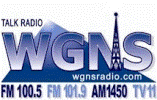 TALK RADIO
WGNS
wgnsradio.com
FM 100.5 FM 101.9 AM1450 TV11